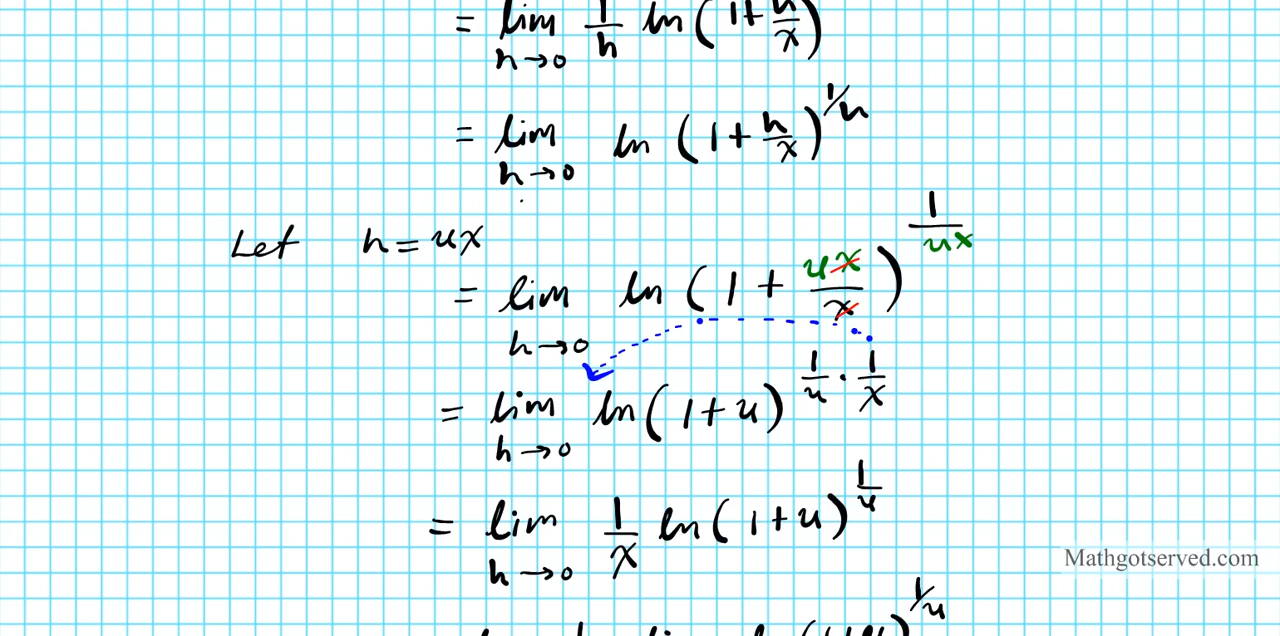 = lim h→0 1/h ln(1+h/x)
= lim h→0 ln(1+h/x)^1/h
Let h=ux
= lim h→0 ln(1+ux/x)^1/ux
= lim h→0 ln(1+u)^1/u·1/x
= lim h→0 1/x ln(1+u)^1/u
Mathgotserved.com